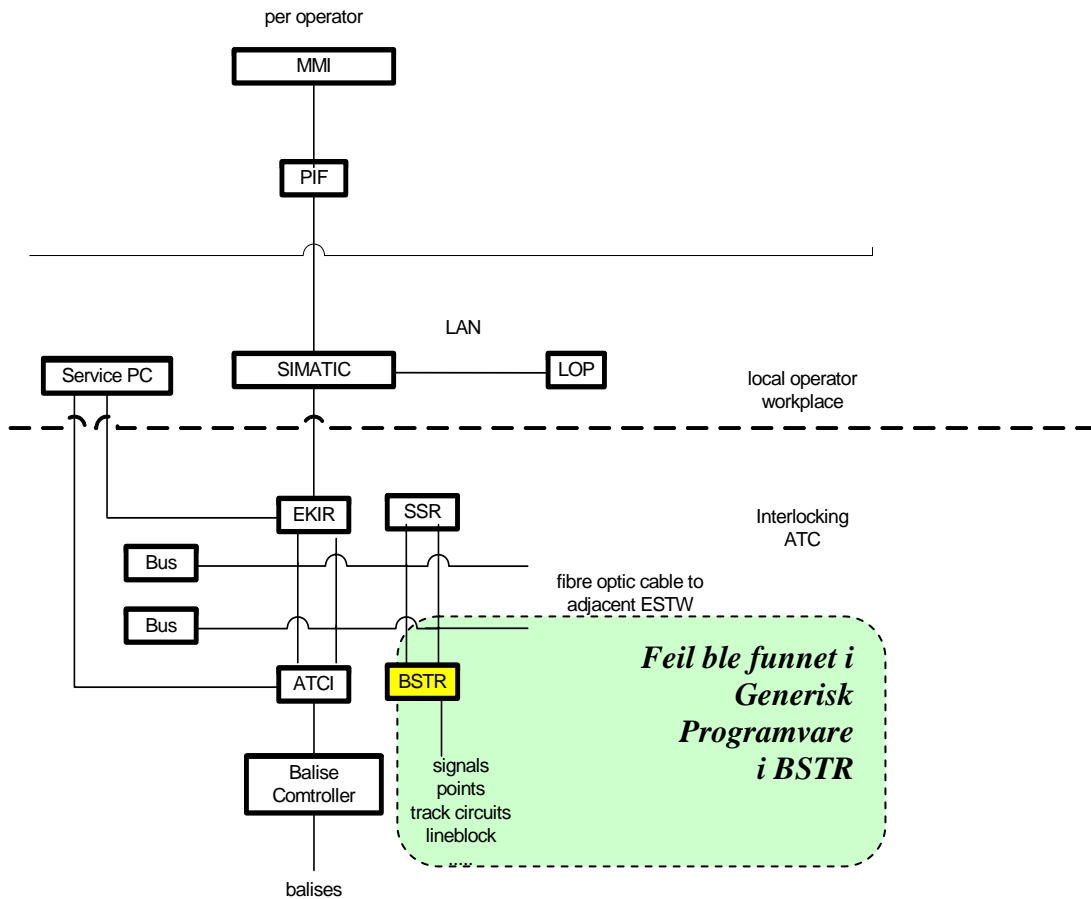 per operator
MMI
PIF
LAN
Service PC
SIMATIC
LOP
local operator
workplace
EKIR
SSR
Interlocking
ATC
Bus
fibre optic cable to
adjacent ESTW
Bus
Feil ble funnet i
Generisk
Programvare
i BSTR
ATCI
BSTR
Balise
Comtroller
signals
points
track circuits
lineblock
.....
balises